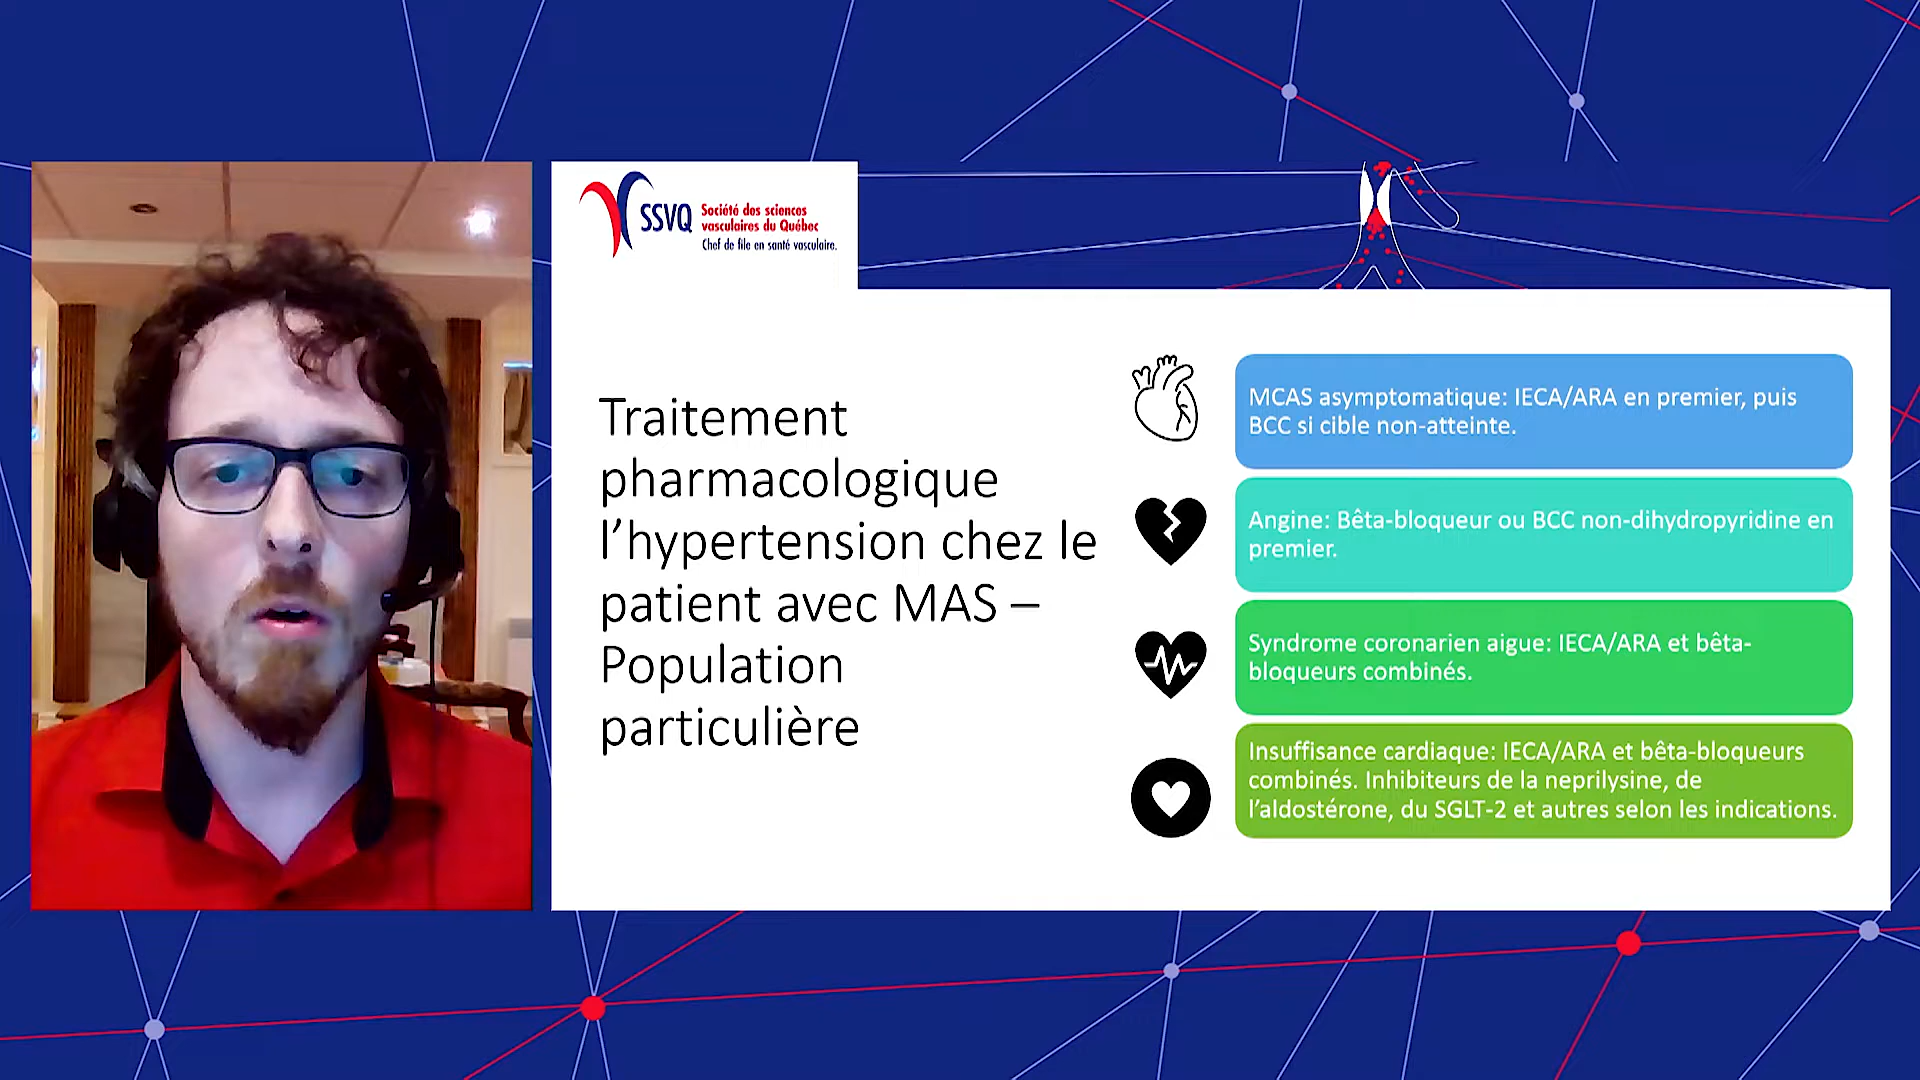 SSVQ
Société des sciences
vasculaires du Québec
Chef de file en santé vasculaire.
Traitement
pharmacologique
l’hypertension chez le
patient avec MAS –
Population
particulière
MCAS asymptomatique: IECA/ARA en premier, puis
BCC si cible non-atteinte.
Angine: Bêta-bloqueur ou BCC non-dihydropyridine en
premier.
Syndrome coronarien aigue: IECA/ARA et bêta-
bloqueurs combinés.
Insuffisance cardiaque: IECA/ARA et bêta-bloqueurs
combinés. Inhibiteurs de la neprilysine, de
l’aldostérone, du SGLT-2 et autres selon les indications.